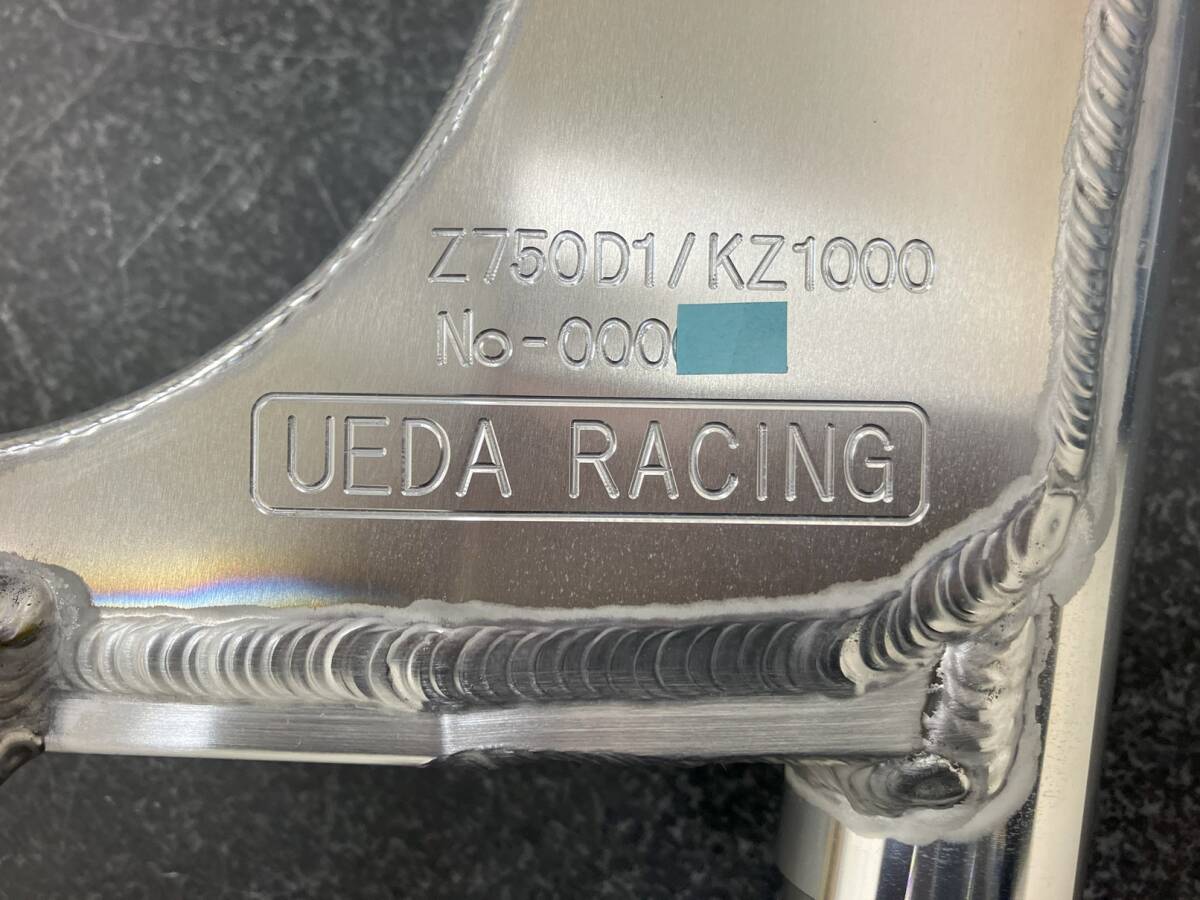 Z750D1/KZ1000
No-000
UEDA RACING